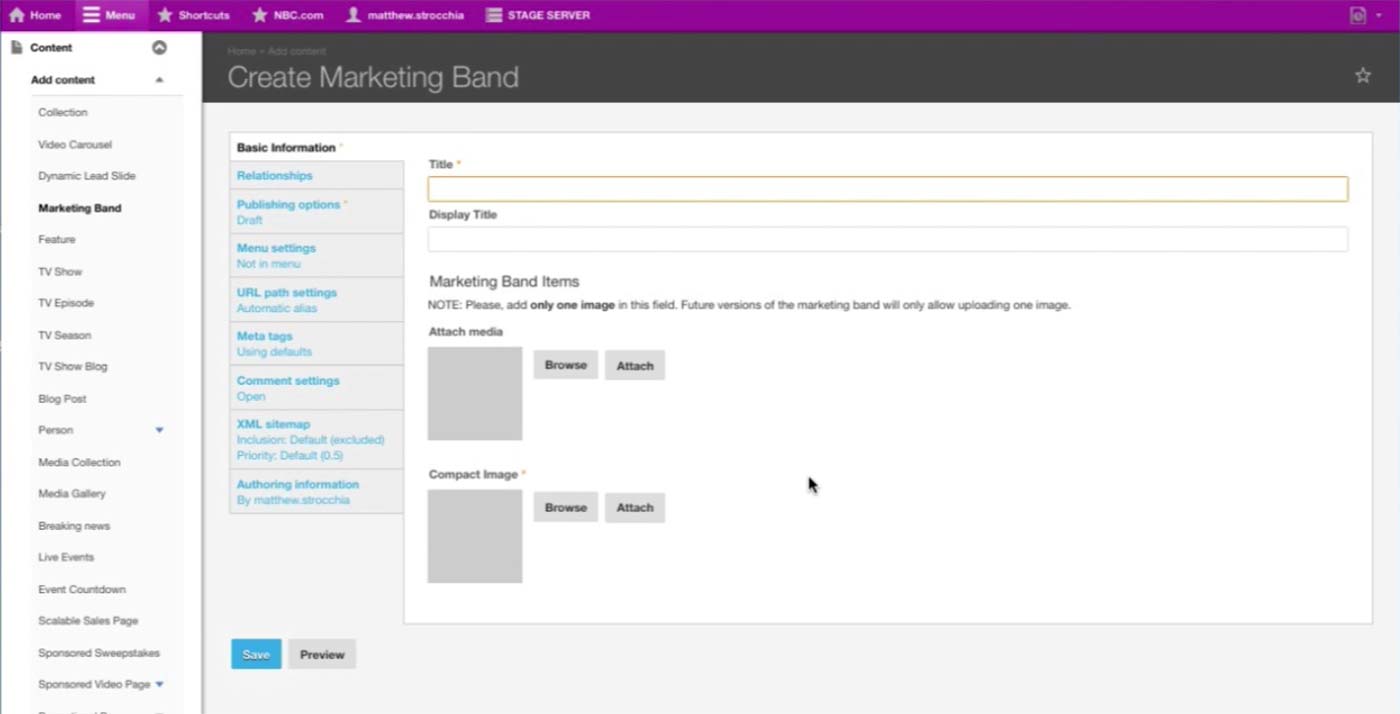 Home Menu Shortcuts NBC.com matthew.strocchia STAGE SERVER
Content
Add content
Collection
Video Carousel
Dynamic Lead Slide
Marketing Band
Feature
TV Show
TV Episode
TV Season
TV Show Blog
Blog Post
Person
Media Collection
Media Gallery
Breaking news
Live Events
Event Countdown
Scalable Sales Page
Sponsored Sweepstakes
Sponsored Video Page
Home » Add content
Create Marketing Band
Basic Information *
Relationships
Publishing options *
Draft
Menu settings
Not in menu
URL path settings
Automatic alias
Meta tags
Using defaults
Comment settings
Open
XML sitemap
Inclusion: Default (excluded)
Priority: Default (0.5)
Authoring information
By matthew.strocchia
Title *
Display Title
Marketing Band Items
NOTE: Please, add only one image in this field. Future versions of the marketing band will only allow uploading one image.
Attach media
Browse Attach
Compact Image *
Browse Attach
Save Preview